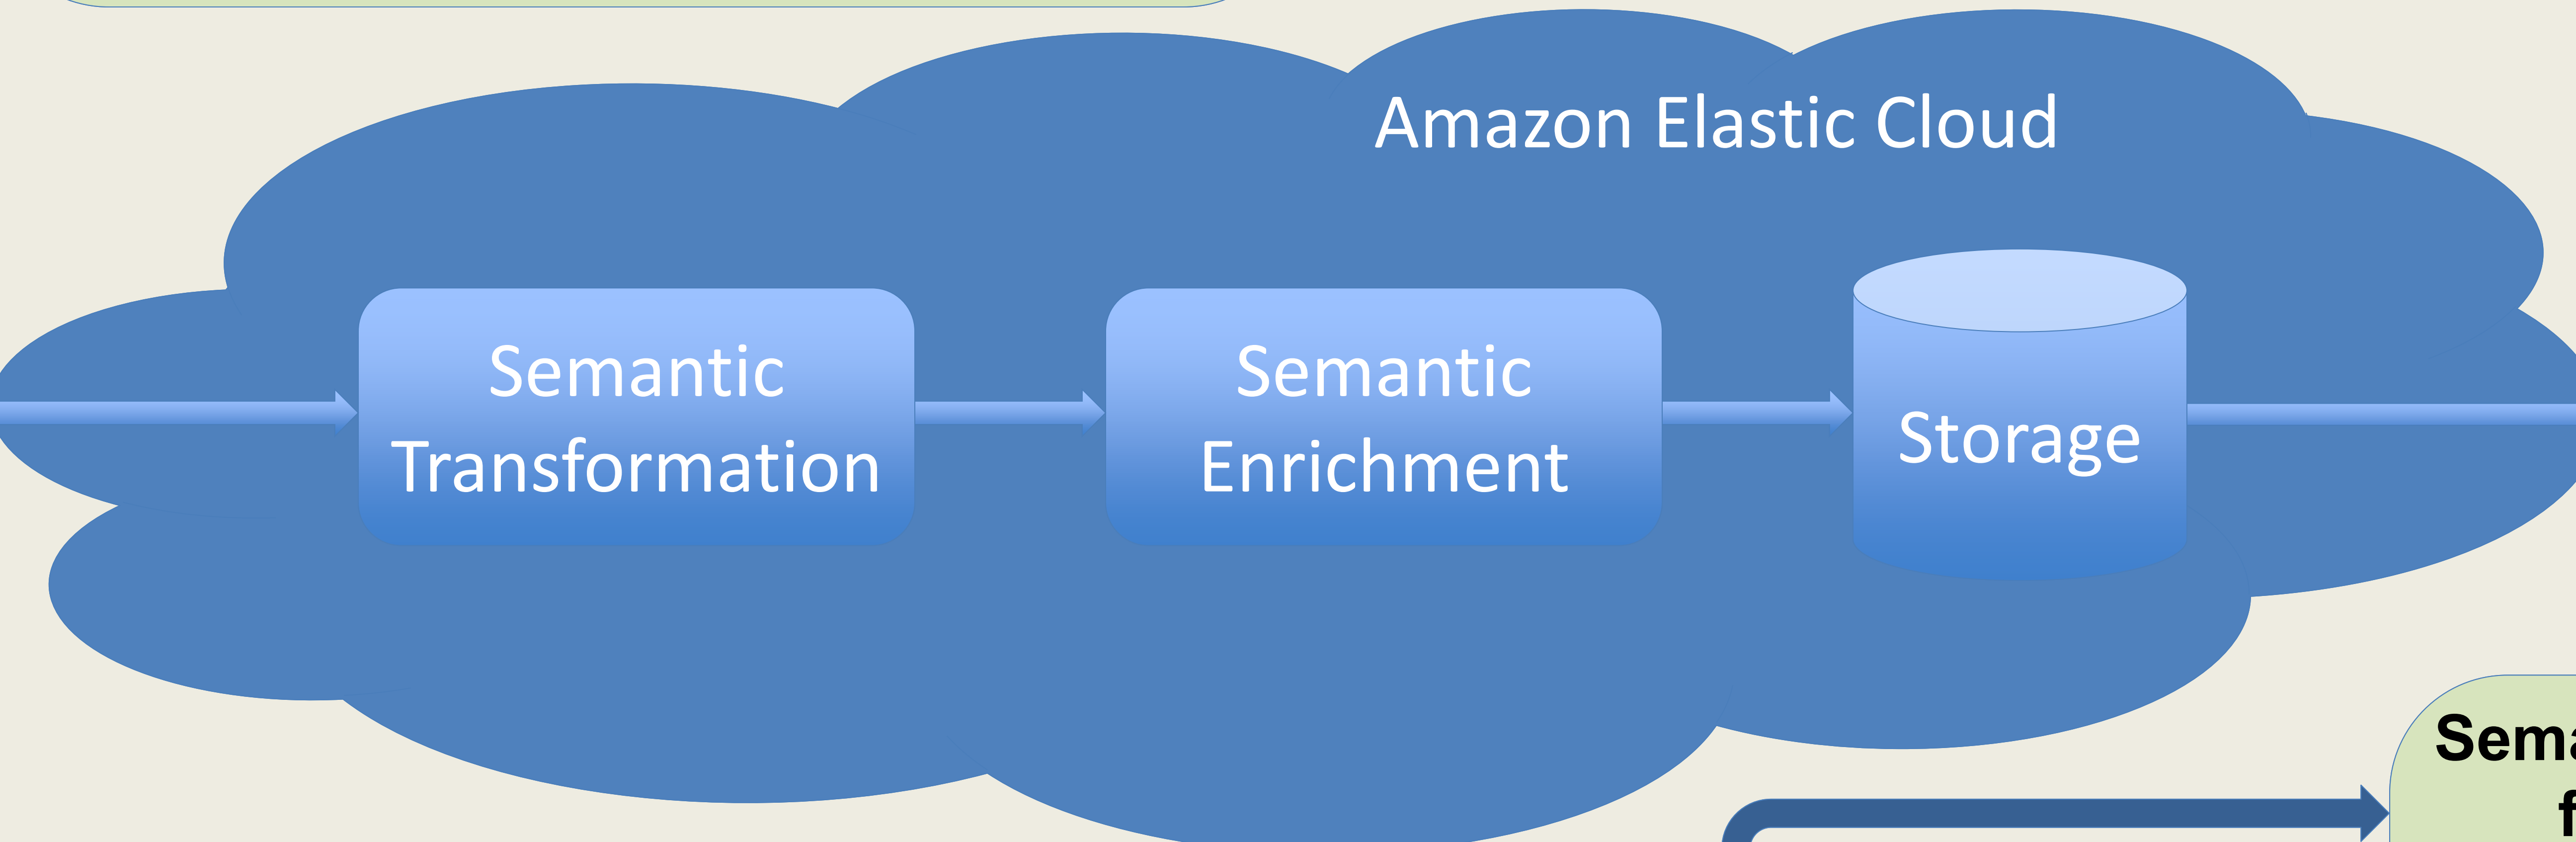 Amazon Elastic Cloud
Semantic
Transformation
Semantic
Enrichment
Storage